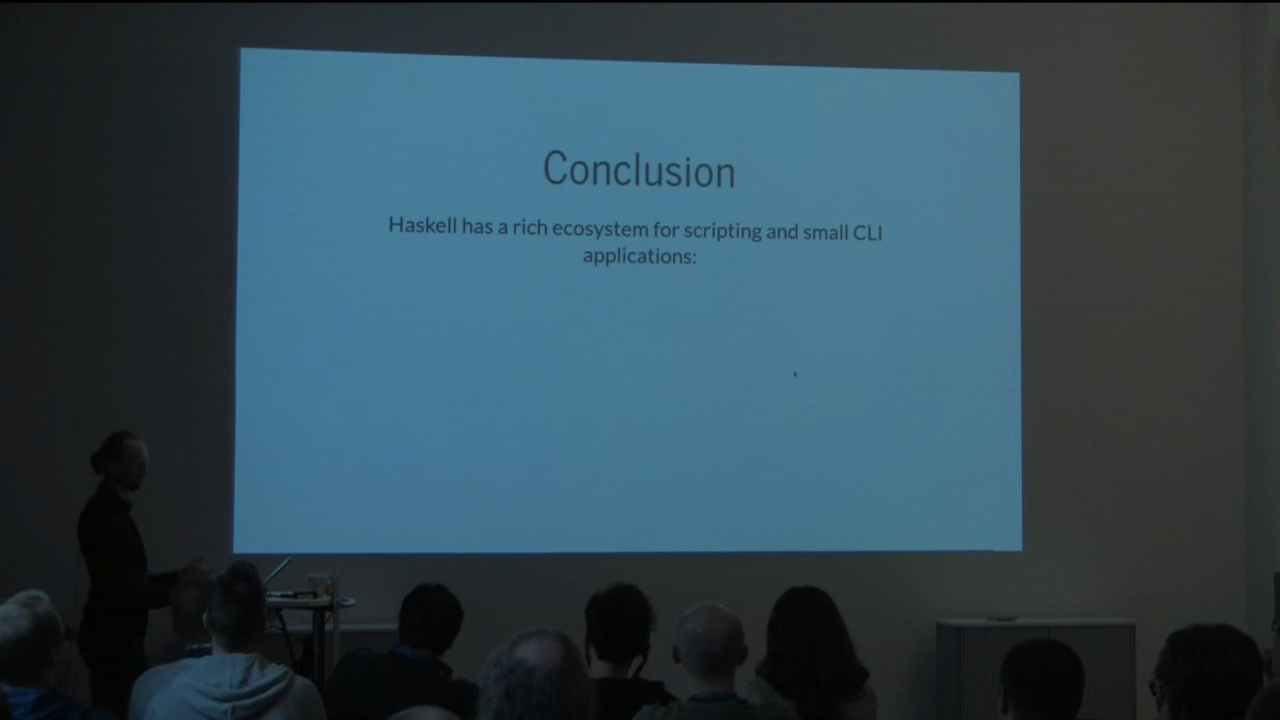 Conclusion
Haskell has a rich ecosystem for scripting and small CLI
applications: